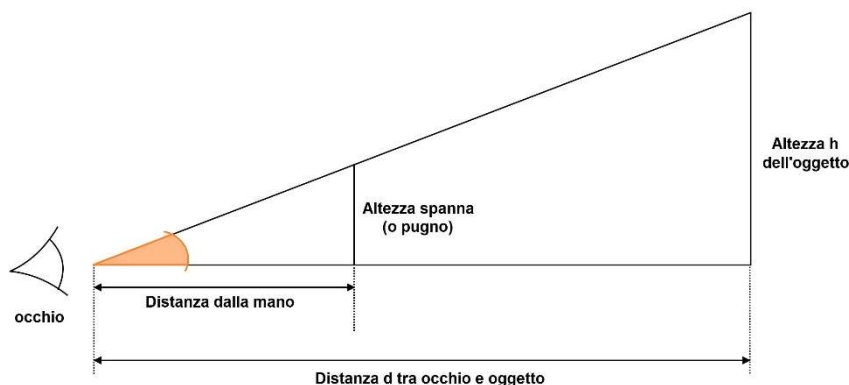 Altezza h
dell'oggetto
Altezza spanna
(o pugno)
Distanza dalla mano
occhio
Distanza d tra occhio e oggetto